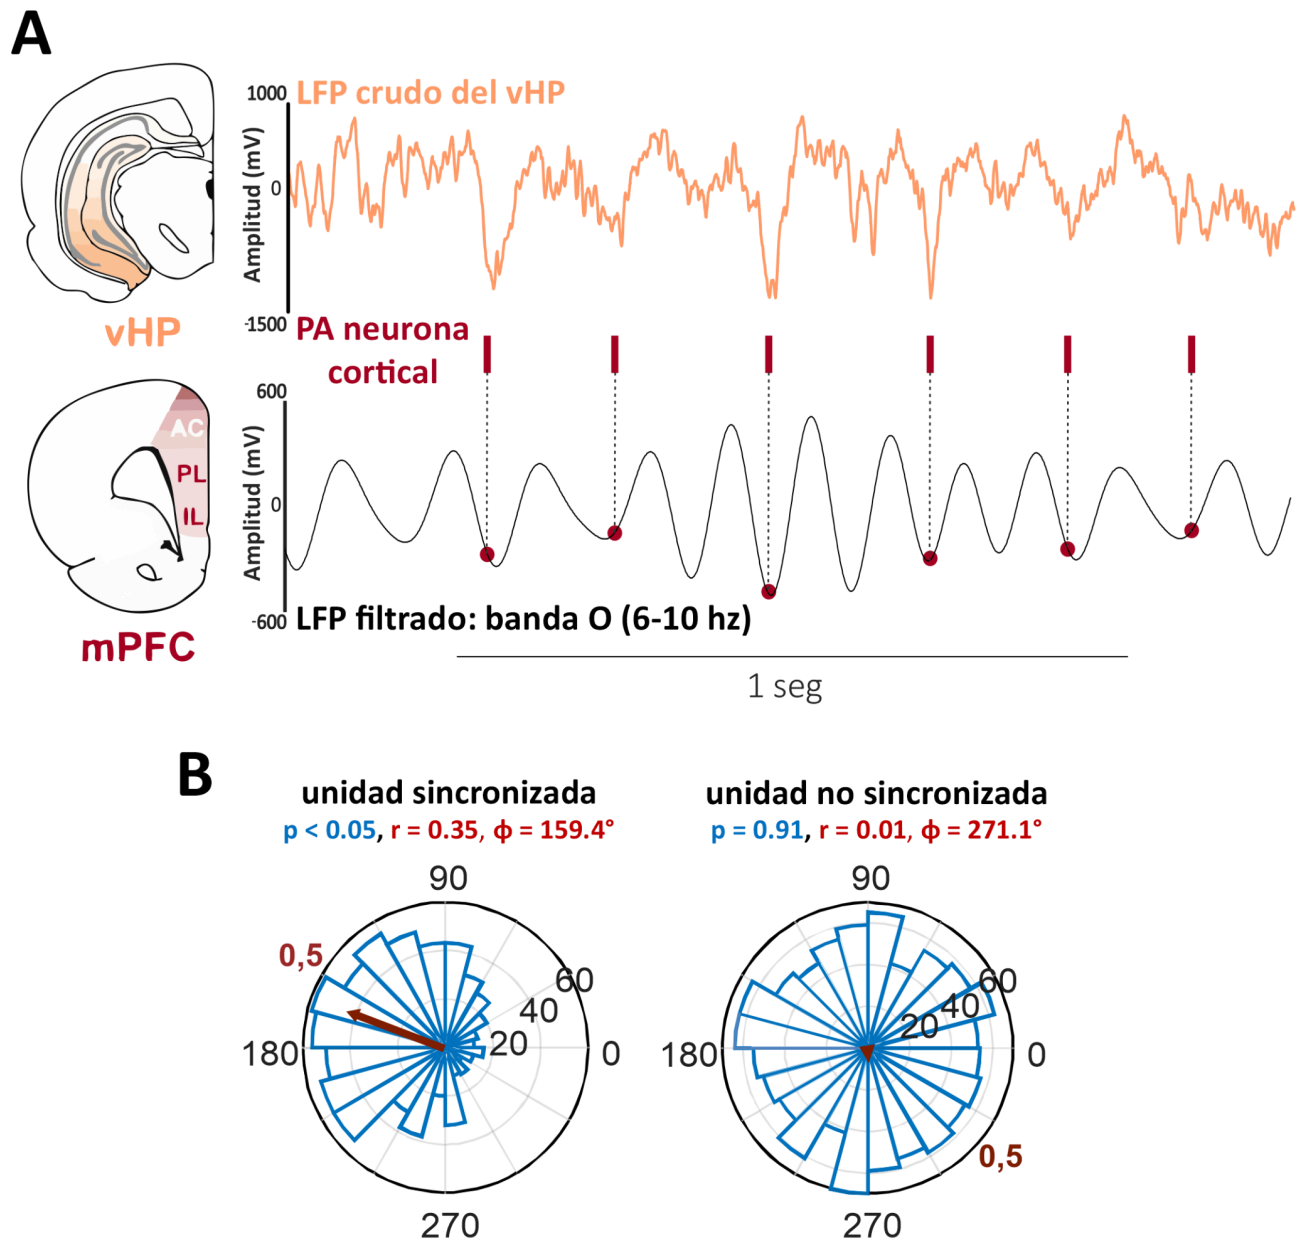 A
LFP crudo del vHP
1000
0
-1500
Amplitud (mV)
vHP
PA neurona
cortical
600
0
-600
Amplitud (mV)
AC
PL
IL
mPFC
LFP filtrado: banda O (6-10 hz)
1 seg
B
unidad sincronizada
p < 0.05, r = 0.35, ϕ = 159.4°
90
0,5
60
40
20
180
0
270
unidad no sincronizada
p = 0.91, r = 0.01, ϕ = 271.1°
90
60
40
20
180
0
0,5
270